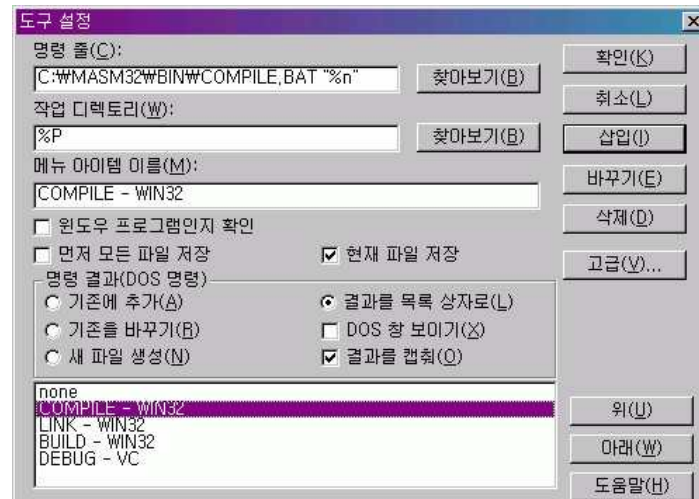 도구 설정
명령 줄(C):
C:₩MASM32₩BIN₩COMPILE.BAT "%n"
찾아보기(B)
확인(K)
취소(L)
작업 디렉토리(W):
%P
찾아보기(B)
삽입(I)
메뉴 아이템 이름(M):
COMPILE - WIN32
바꾸기(E)
윈도우 프로그램인지 확인
삭제(D)
먼저 모든 파일 저장
현재 파일 저장
고급(V)...
명령 결과(DOS 명령)
기존에 추가(A)
결과를 목록 상자로(L)
기존을 바꾸기(R)
DOS 창 보이기(X)
새 파일 생성(N)
결과를 캡춰(O)
none
COMPILE - WIN32
LINK - WIN32
BUILD - WIN32
DEBUG - VC
위(U)
아래(W)
도움말(H)